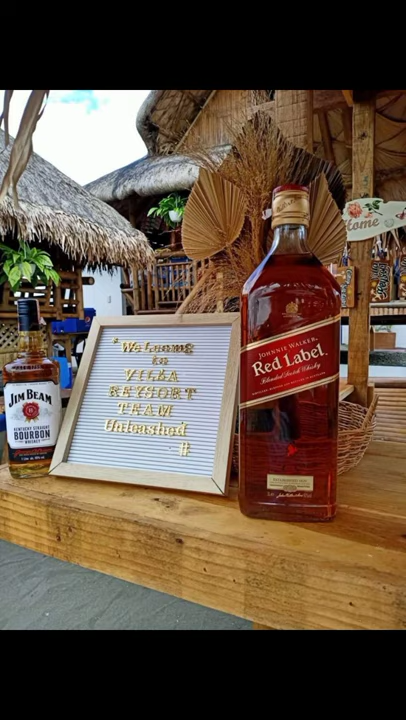 "Welcome
to
VILLA
REYSORT
TEAM
Unleashed
#
JIM BEAM
KENTUCKY STRAIGHT
BOURBON
WHISKEY
JOHNNIE WALKER
Red Label
Blended Scotch Whisky